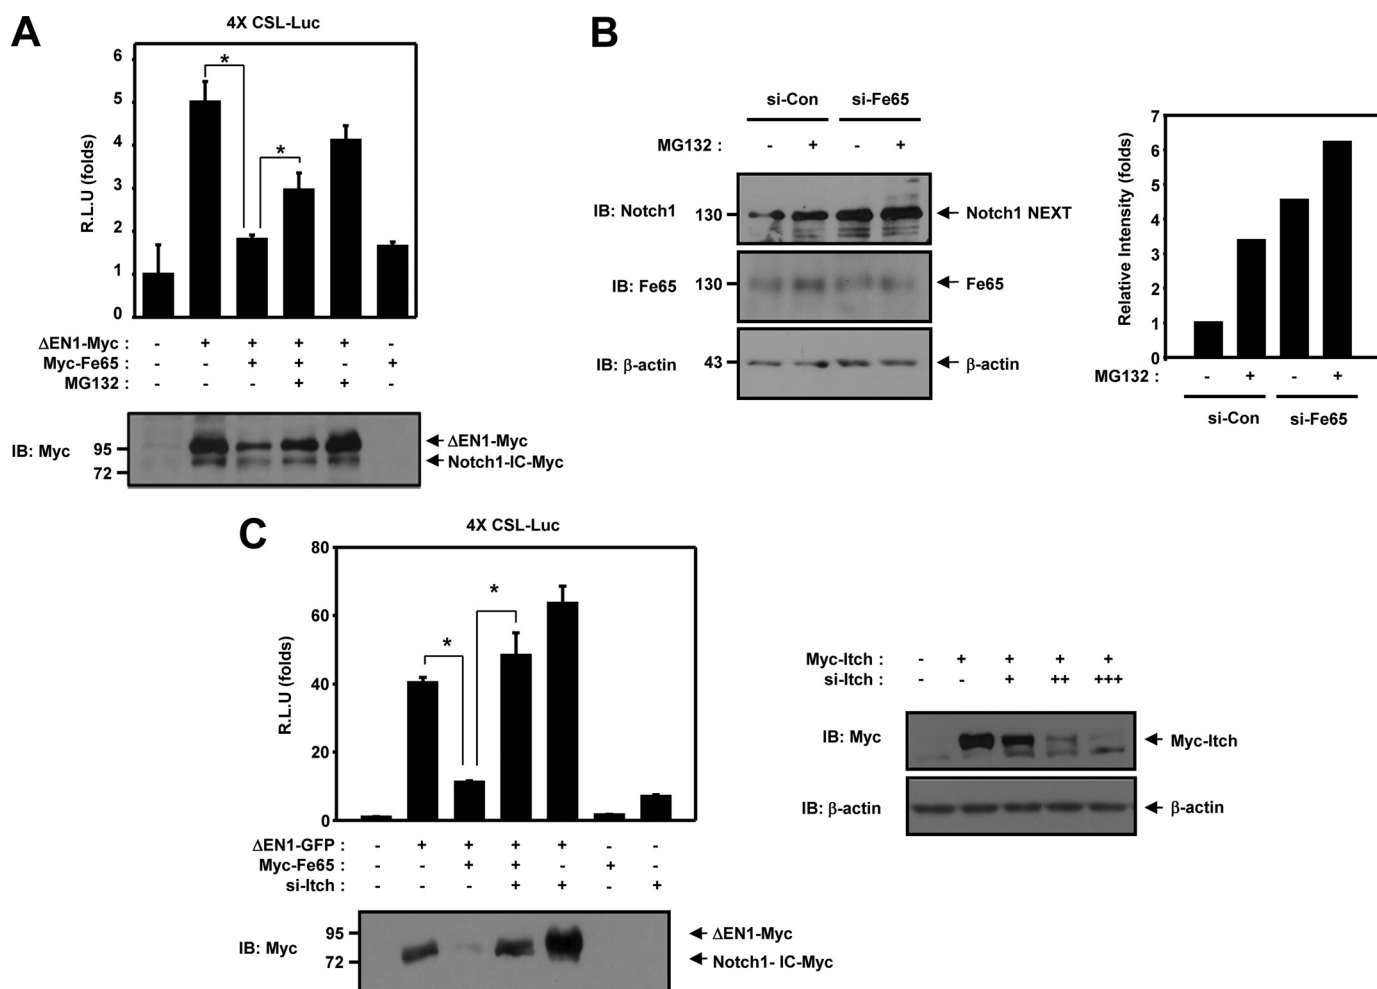 A
4X CSL-Luc
R.L.U (folds)
6
5
4
3
2
1
0
*
*
ΔEN1-Myc : - + + + - -
Myc-Fe65 : - - + + - +
MG132 : - - - + + -
IB: Myc
95
72
ΔEN1-Myc
Notch1-IC-Myc
B
si-Con si-Fe65
MG132 : - + - +
IB: Notch1 130 Notch1 NEXT
IB: Fe65 130 Fe65
IB: β-actin 43 β-actin
Relative Intensity (folds)
7
6
5
4
3
2
1
0
MG132 : - + - +
si-Con si-Fe65
C
4X CSL-Luc
R.L.U (folds)
80
60
40
20
0
*
*
ΔEN1-GFP : - + + + + - -
Myc-Fe65 : - - + + - + -
si-Itch : - - - + + - +
IB: Myc
95
72
ΔEN1-Myc
Notch1- IC-Myc
Myc-Itch : - + + + +
si-Itch : - - + ++ +++
IB: Myc Myc-Itch
IB: β-actin β-actin